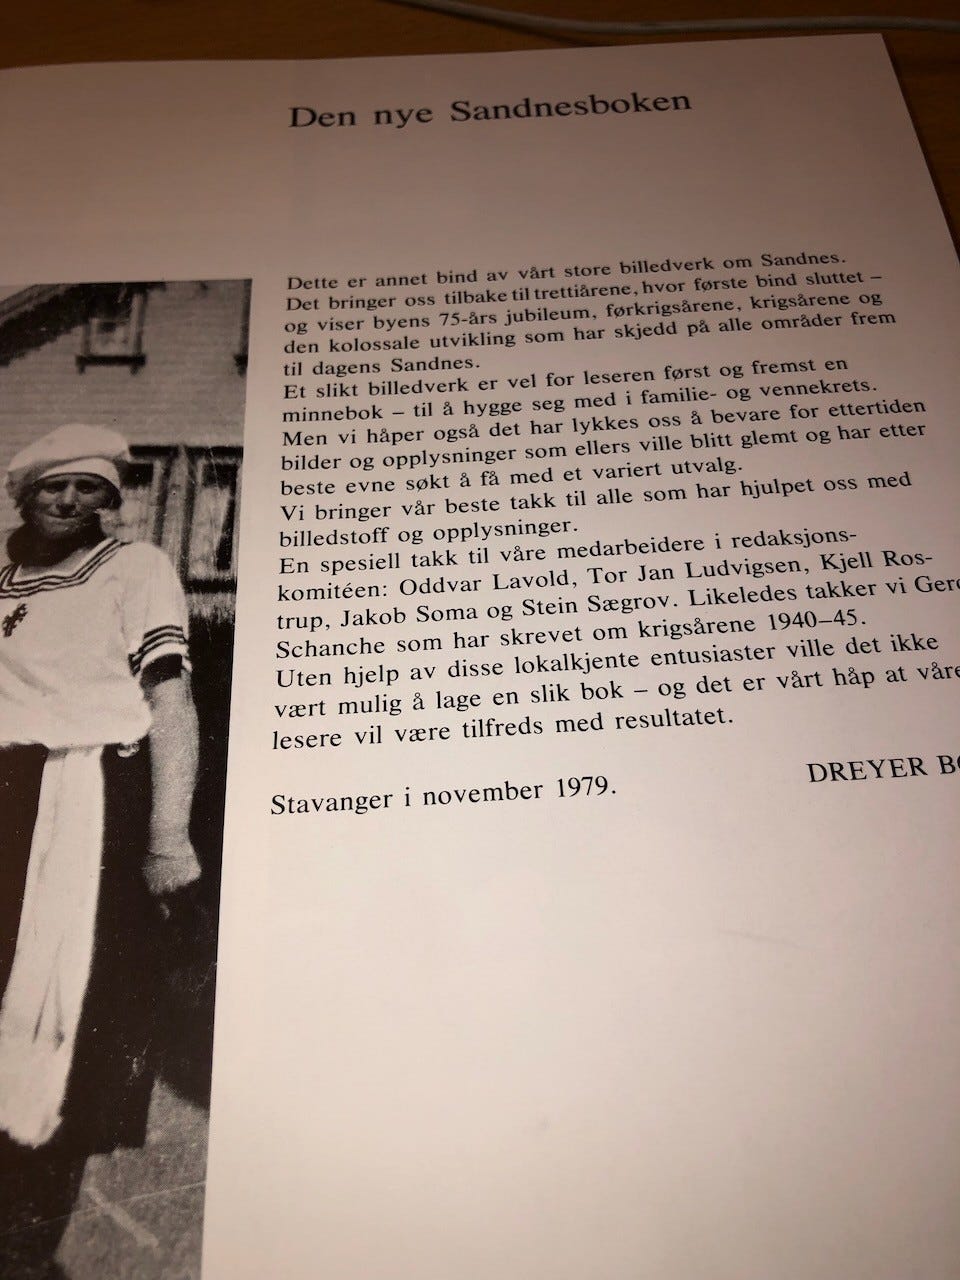 Den nye Sandnesboken
Dette er annet bind av vårt store billedverk om Sandnes.
Det bringer oss tilbake til trettiårene, hvor første bind sluttet –
og viser byens 75-års jubileum, førkrigsårene, krigsårene og
den kolossale utvikling som har skjedd på alle områder frem
til dagens Sandnes.
Et slikt billedverk er vel for leseren først og fremst en
minnebok – til å hygge seg med i familie- og vennekrets.
Men vi håper også det har lykkes oss å bevare for ettertiden
bilder og opplysninger som ellers ville blitt glemt og har etter
beste evne søkt å få med et variert utvalg.
Vi bringer vår beste takk til alle som har hjulpet oss med
billedstoff og opplysninger.
En spesiell takk til våre medarbeidere i redaksjons-
komitéen: Oddvar Lavold, Tor Jan Ludvigsen, Kjell Ros-
trup, Jakob Soma og Stein Sægrov. Likeledes takker vi
Schanche som har skrevet om krigsårene 1940–45.
Uten hjelp av disse lokalkjente entusiaster ville det ikke
vært mulig å lage en slik bok – og det er vårt håp at våre
lesere vil være tilfreds med resultatet.
Stavanger i november 1979.
DREYER